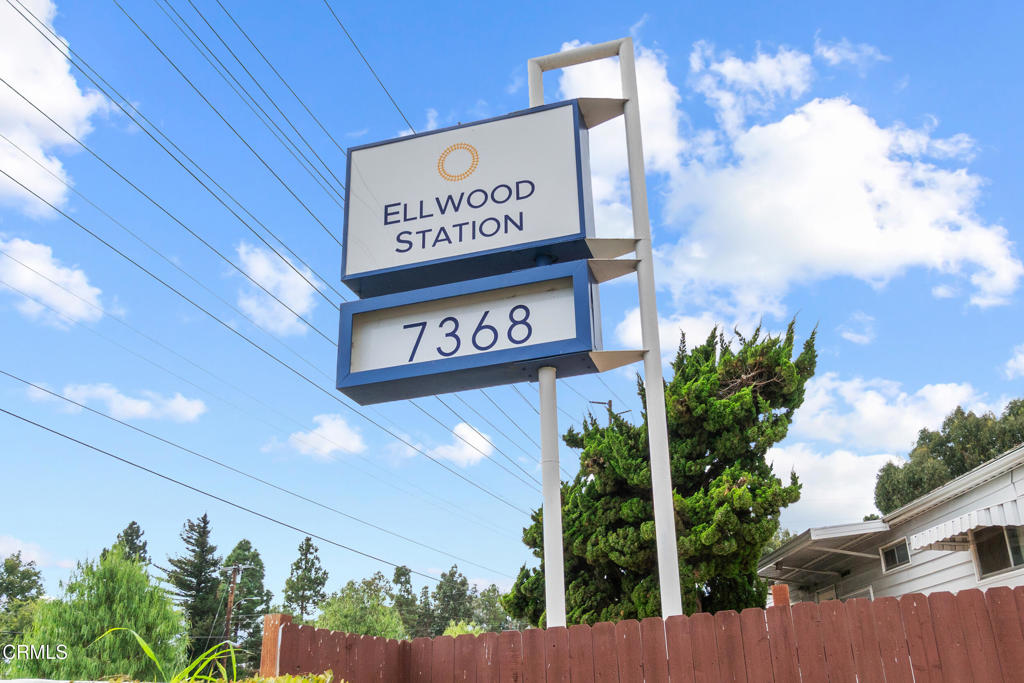 ELLWOOD
STATION
7368
©CRMLS